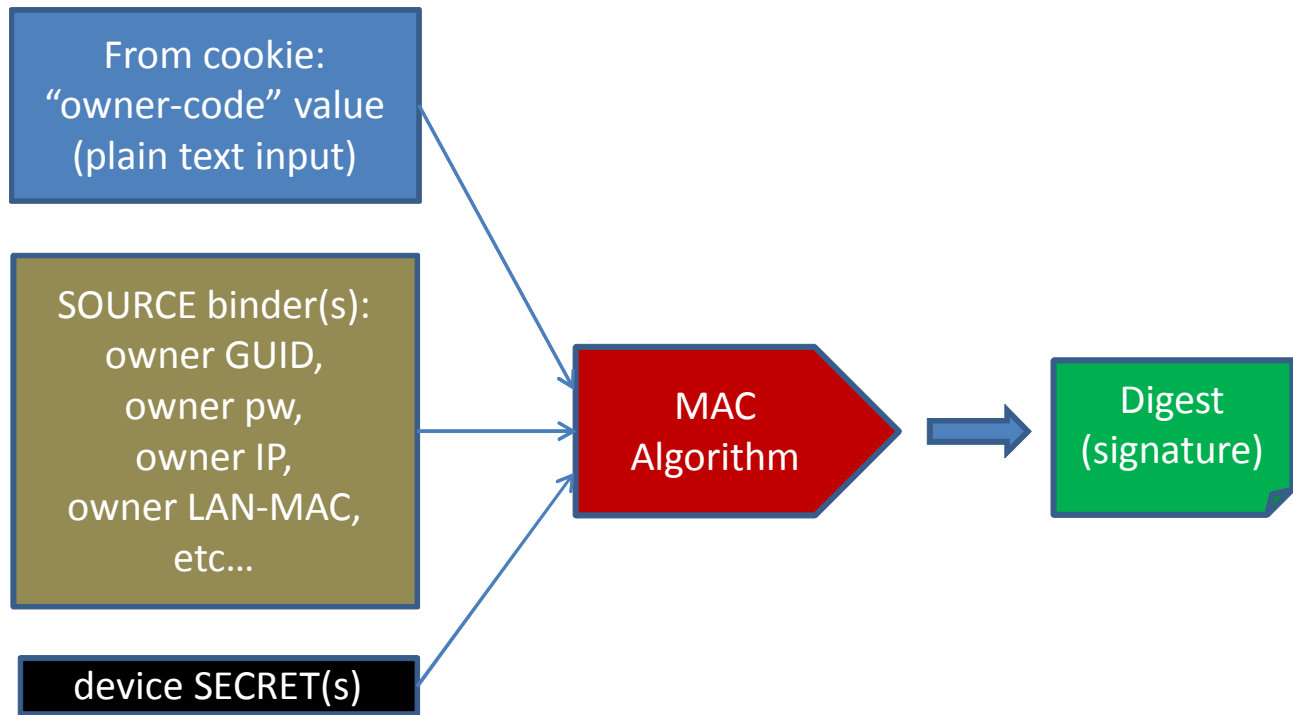 From cookie:
“owner-code” value
(plain text input)
SOURCE binder(s):
owner GUID,
owner pw,
owner IP,
owner LAN-MAC,
etc…
device SECRET(s)
MAC
Algorithm
Digest
(signature)